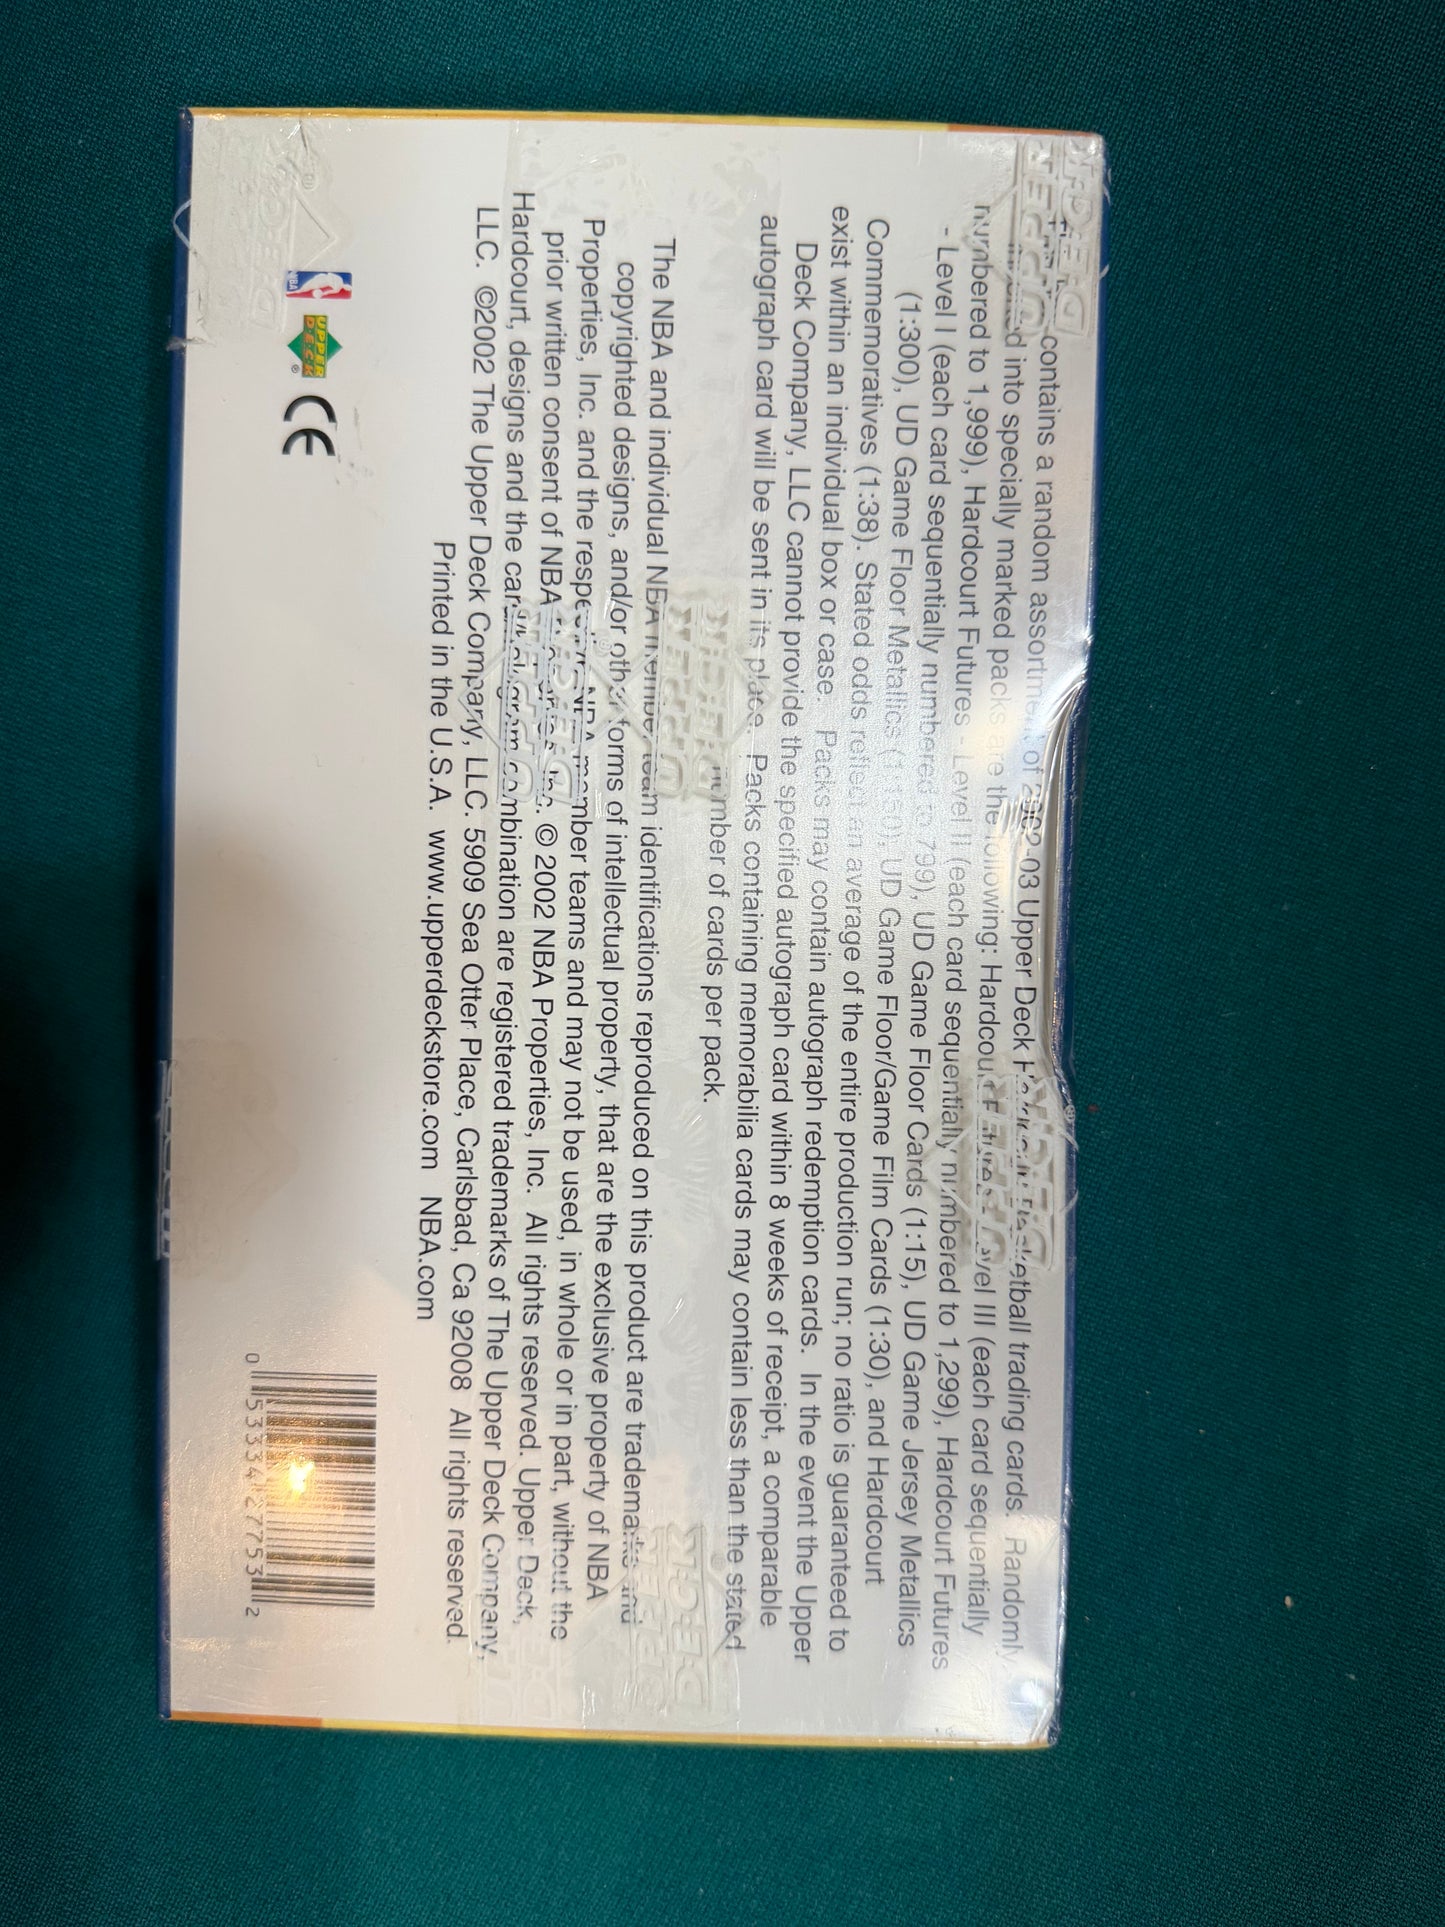 contains a random assortment of 2002-03 Upper Deck Hardcourt Basketball trading cards. Randomly
into specially marked packs are the following: Hardcourt Futures - Level III (each card sequentially
numbered to 1,999), Hardcourt Futures - Level II (each card sequentially numbered to 1,299), Hardcourt Futures
- Level I (each card sequentially numbered to 799), UD Game Floor Cards (1:15), UD Game Jersey Metallics
(1:300), UD Game Floor Metallics (1:150), UD Game Floor/Game Film Cards (1:30), and Hardcourt
Commemoratives (1:38). Stated odds reflect an average of the entire production run; no ratio is guaranteed to
exist within an individual box or case. Packs may contain autograph redemption cards. In the event the Upper
Deck Company, LLC cannot provide the specified autograph card within 8 weeks of receipt, a comparable
autograph card will be sent in its place. Packs containing memorabilia cards may contain less than the stated
number of cards per pack.
The NBA and individual NBA member team identifications reproduced on this product are trademarks and
copyrighted designs, and/or other forms of intellectual property, that are the exclusive property of NBA
Properties, Inc. and the respective NBA member teams and may not be used, in whole or in part, without the
prior written consent of NBA Properties, Inc. © 2002 NBA Properties, Inc. All rights reserved. Upper Deck,
Hardcourt, designs and the card/hologram combination are registered trademarks of The Upper Deck Company,
LLC. ©2002 The Upper Deck Company, LLC. 5909 Sea Otter Place, Carlsbad, Ca 92008 All rights reserved.
Printed in the U.S.A. www.upperdeckstore.com NBA.com
NBA UPPER DECK ® CE
0 53334 27753 2